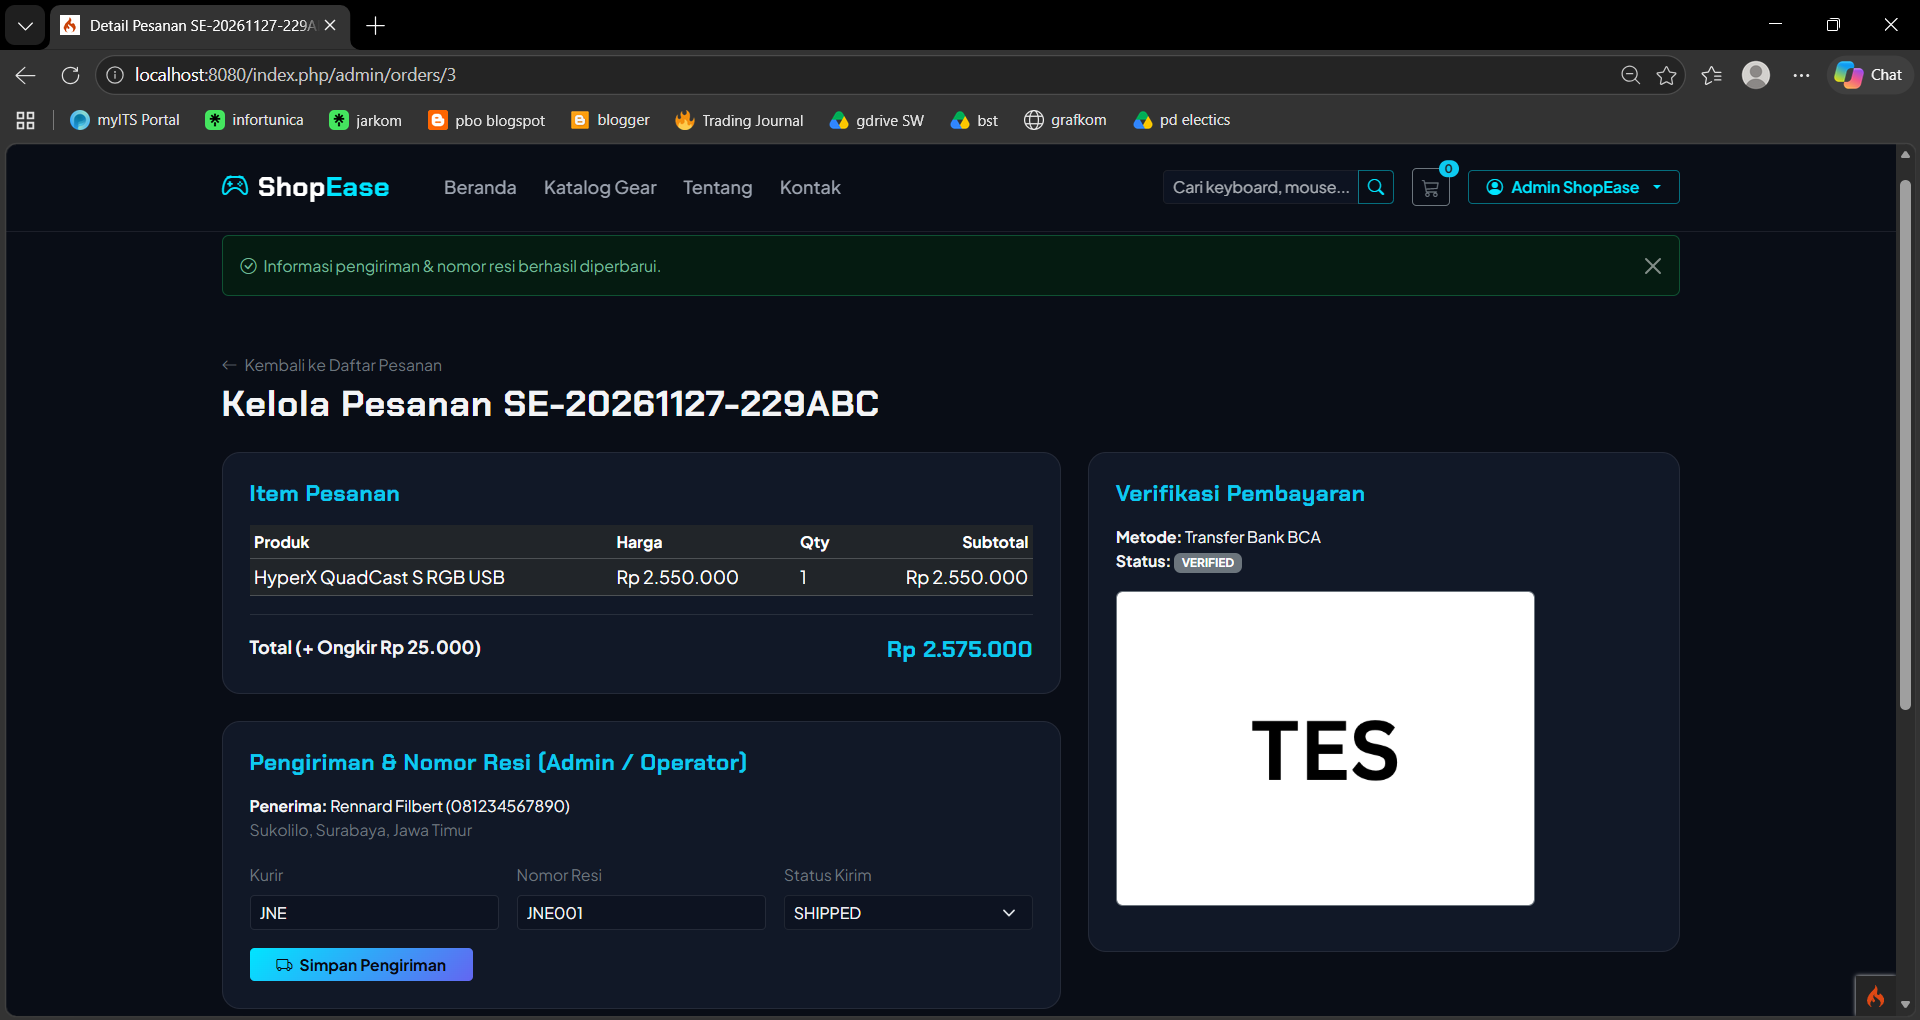 Detail Pesanan SE-20261127-229A
localhost:8080/index.php/admin/orders/3
Chat
myITS Portal
infortunica
jarkom
pbo blogspot
blogger
Trading Journal
gdrive SW
bst
grafkom
pd electics
ShopEase
Beranda
Katalog Gear
Tentang
Kontak
Cari keyboard, mouse...
0
Admin ShopEase
Informasi pengiriman & nomor resi berhasil diperbarui.
← Kembali ke Daftar Pesanan
Kelola Pesanan SE-20261127-229ABC
Item Pesanan
Produk Harga Qty Subtotal
HyperX QuadCast S RGB USB Rp 2.550.000 1 Rp 2.550.000
Total (+ Ongkir Rp 25.000) Rp 2.575.000
Pengiriman & Nomor Resi (Admin / Operator)
Penerima: Rennard Filbert (081234567890)
Sukolilo, Surabaya, Jawa Timur
Kurir Nomor Resi Status Kirim
JNE JNE001 SHIPPED
Simpan Pengiriman
Verifikasi Pembayaran
Metode: Transfer Bank BCA
Status: VERIFIED
TES